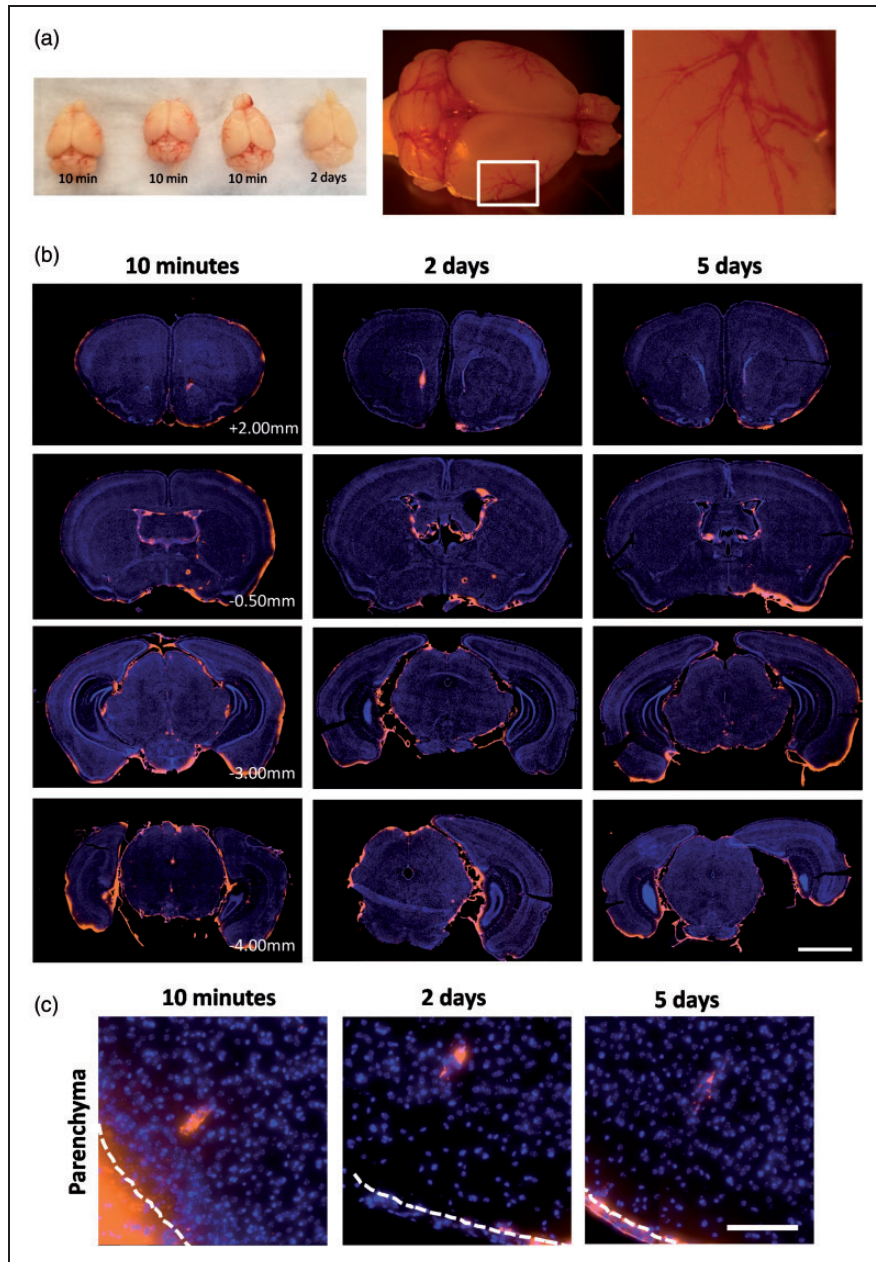 (a)
10 min 10 min 10 min 2 days
(b)
10 minutes 2 days 5 days
+2.00mm
-0.50mm
-3.00mm
-4.00mm
(c)
10 minutes 2 days 5 days
Parenchyma